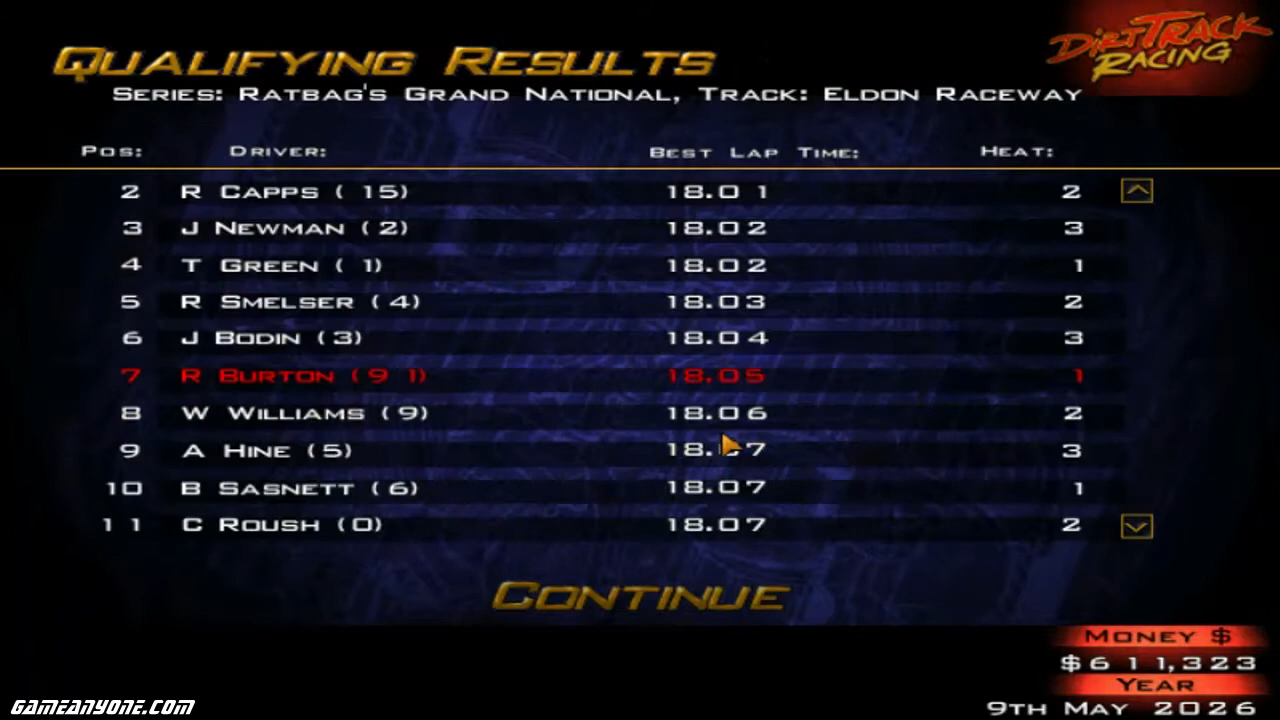 Dirt Track Racing
Qualifying Results
Series: Ratbag's Grand National, Track: Eldon Raceway
Pos: Driver: Best Lap Time: Heat:
2 R Capps ( 15) 18.01 2
3 J Newman (2) 18.02 3
4 T Green ( 1) 18.02 1
5 R Smelser (4) 18.03 2
6 J Bodin (3) 18.04 3
7 R Burton (91) 18.05 1
8 W Williams (9) 18.06 2
9 A Hine (5) 3
10 B Sasnett (6) 18.07 1
11 C Roush (0) 18.07 2
Continue
Money $
$611,323
Year
9th May 2026
GAMEANYONE.COM